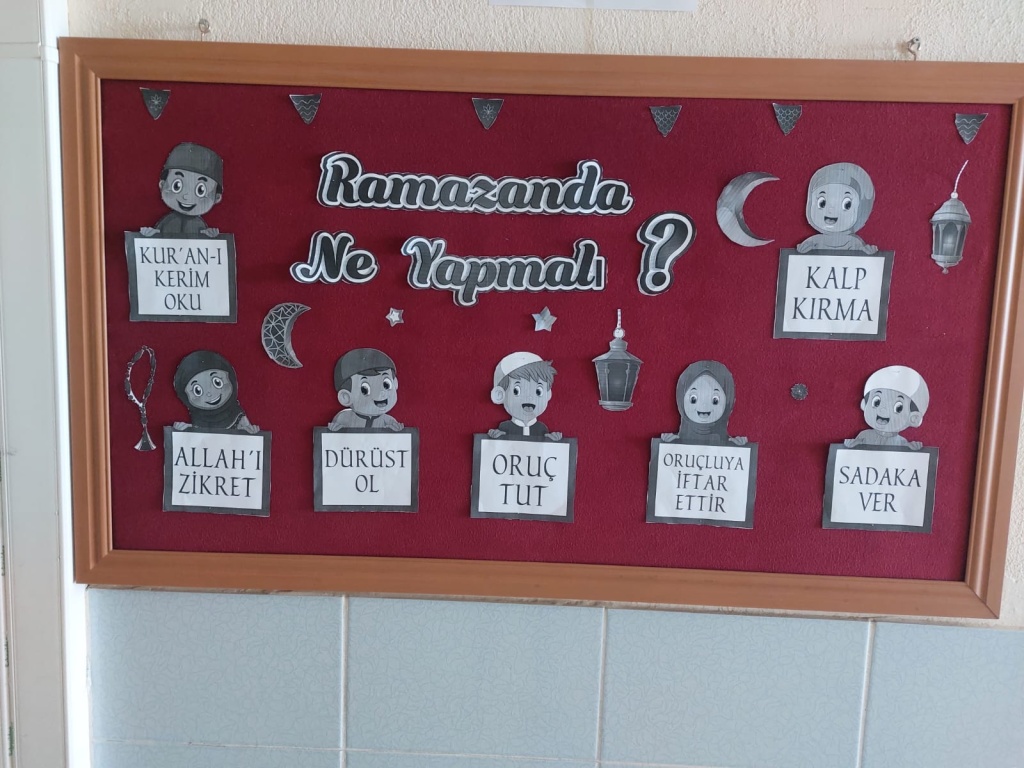 Ramazanda
Ne Yapmalı ?
KUR'AN-I
KERİM
OKU
KALP
KIRMA
ALLAH'I
ZİKRET
DÜRÜST
OL
ORUÇ
TUT
ORUÇLUYA
İFTAR
ETTİR
SADAKA
VER